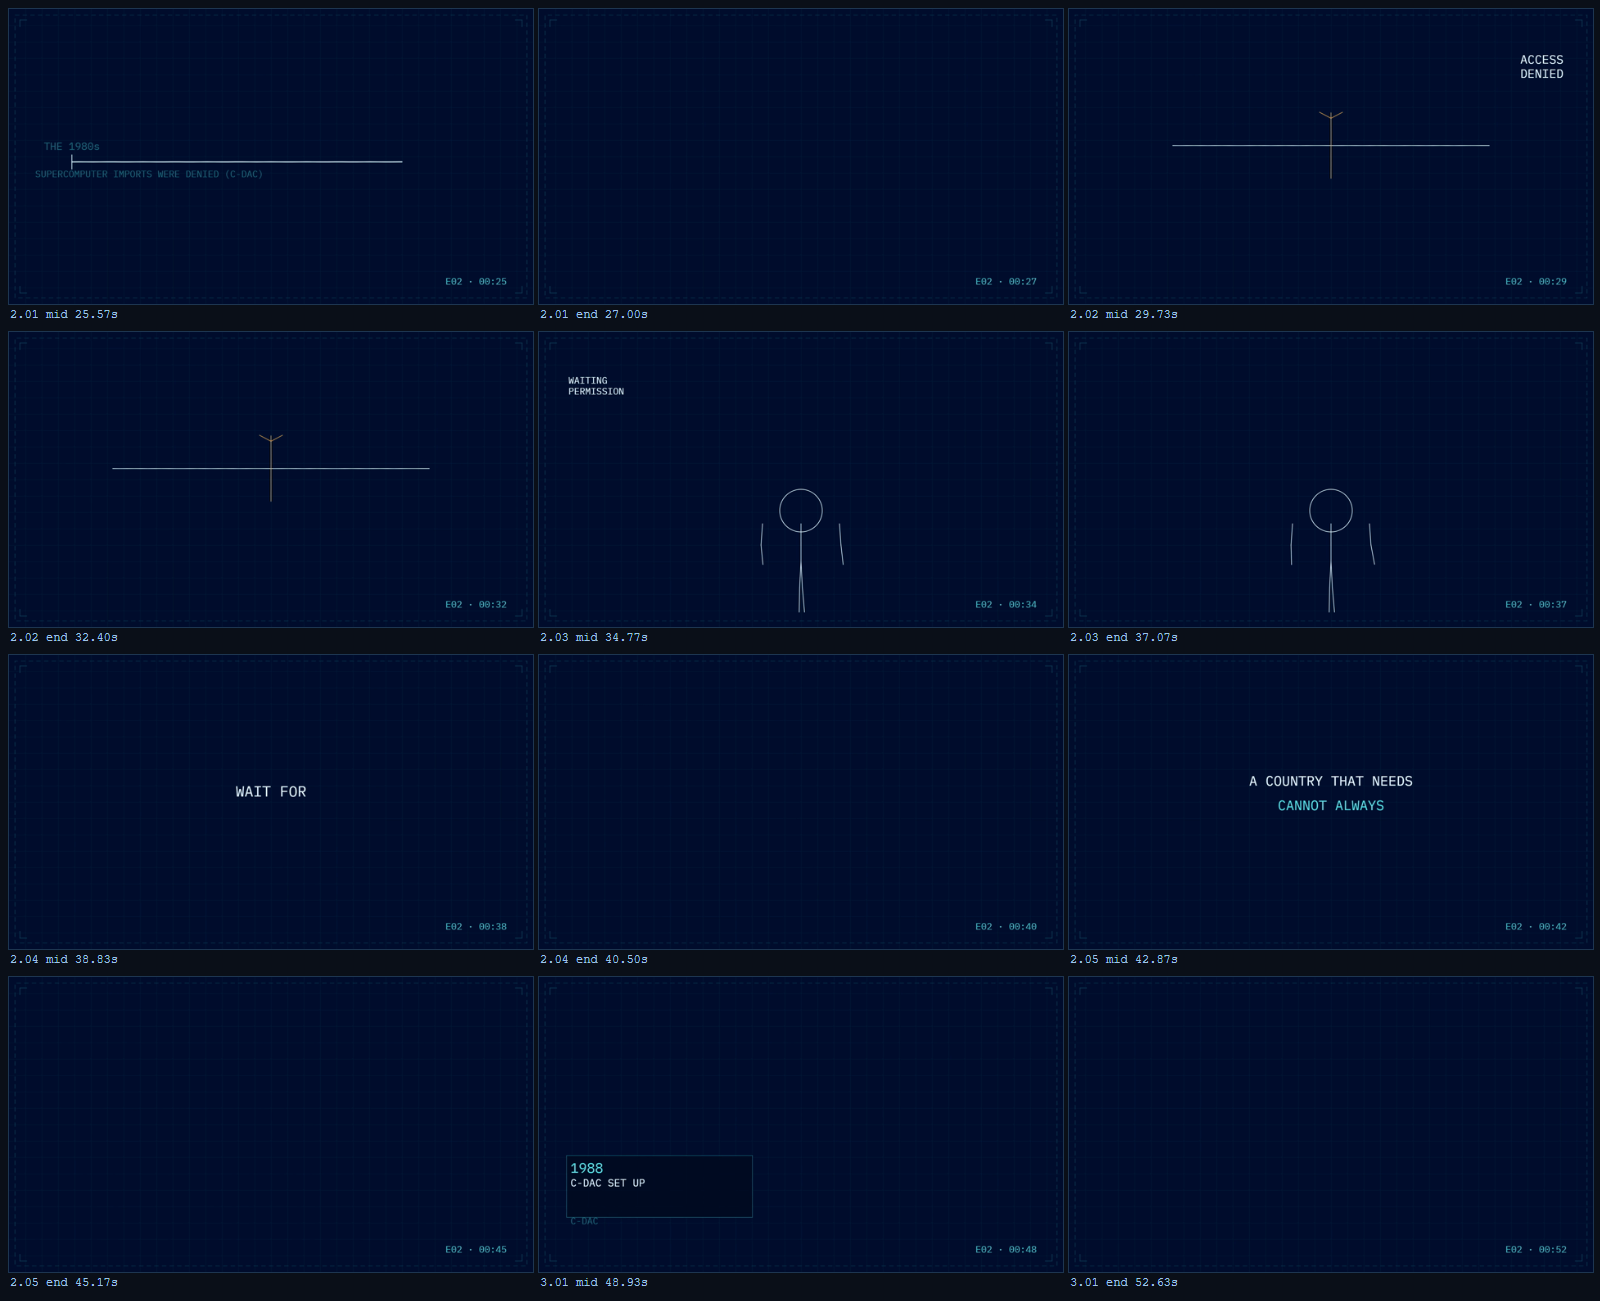 THE 1980s
SUPERCOMPUTER IMPORTS WERE DENIED (C-DAC)
E02 · 00:25
2.01 mid 25.57s
E02 · 00:27
2.01 end 27.00s
ACCESS
DENIED
E02 · 00:29
2.02 mid 29.73s
E02 · 00:32
2.02 end 32.40s
WAITING
PERMISSION
E02 · 00:34
2.03 mid 34.77s
E02 · 00:37
2.03 end 37.07s
WAIT FOR
E02 · 00:38
2.04 mid 38.83s
E02 · 00:40
2.04 end 40.50s
A COUNTRY THAT NEEDS
CANNOT ALWAYS
E02 · 00:42
2.05 mid 42.87s
E02 · 00:45
2.05 end 45.17s
1988
C-DAC SET UP
C-DAC
E02 · 00:48
3.01 mid 48.93s
E02 · 00:52
3.01 end 52.63s